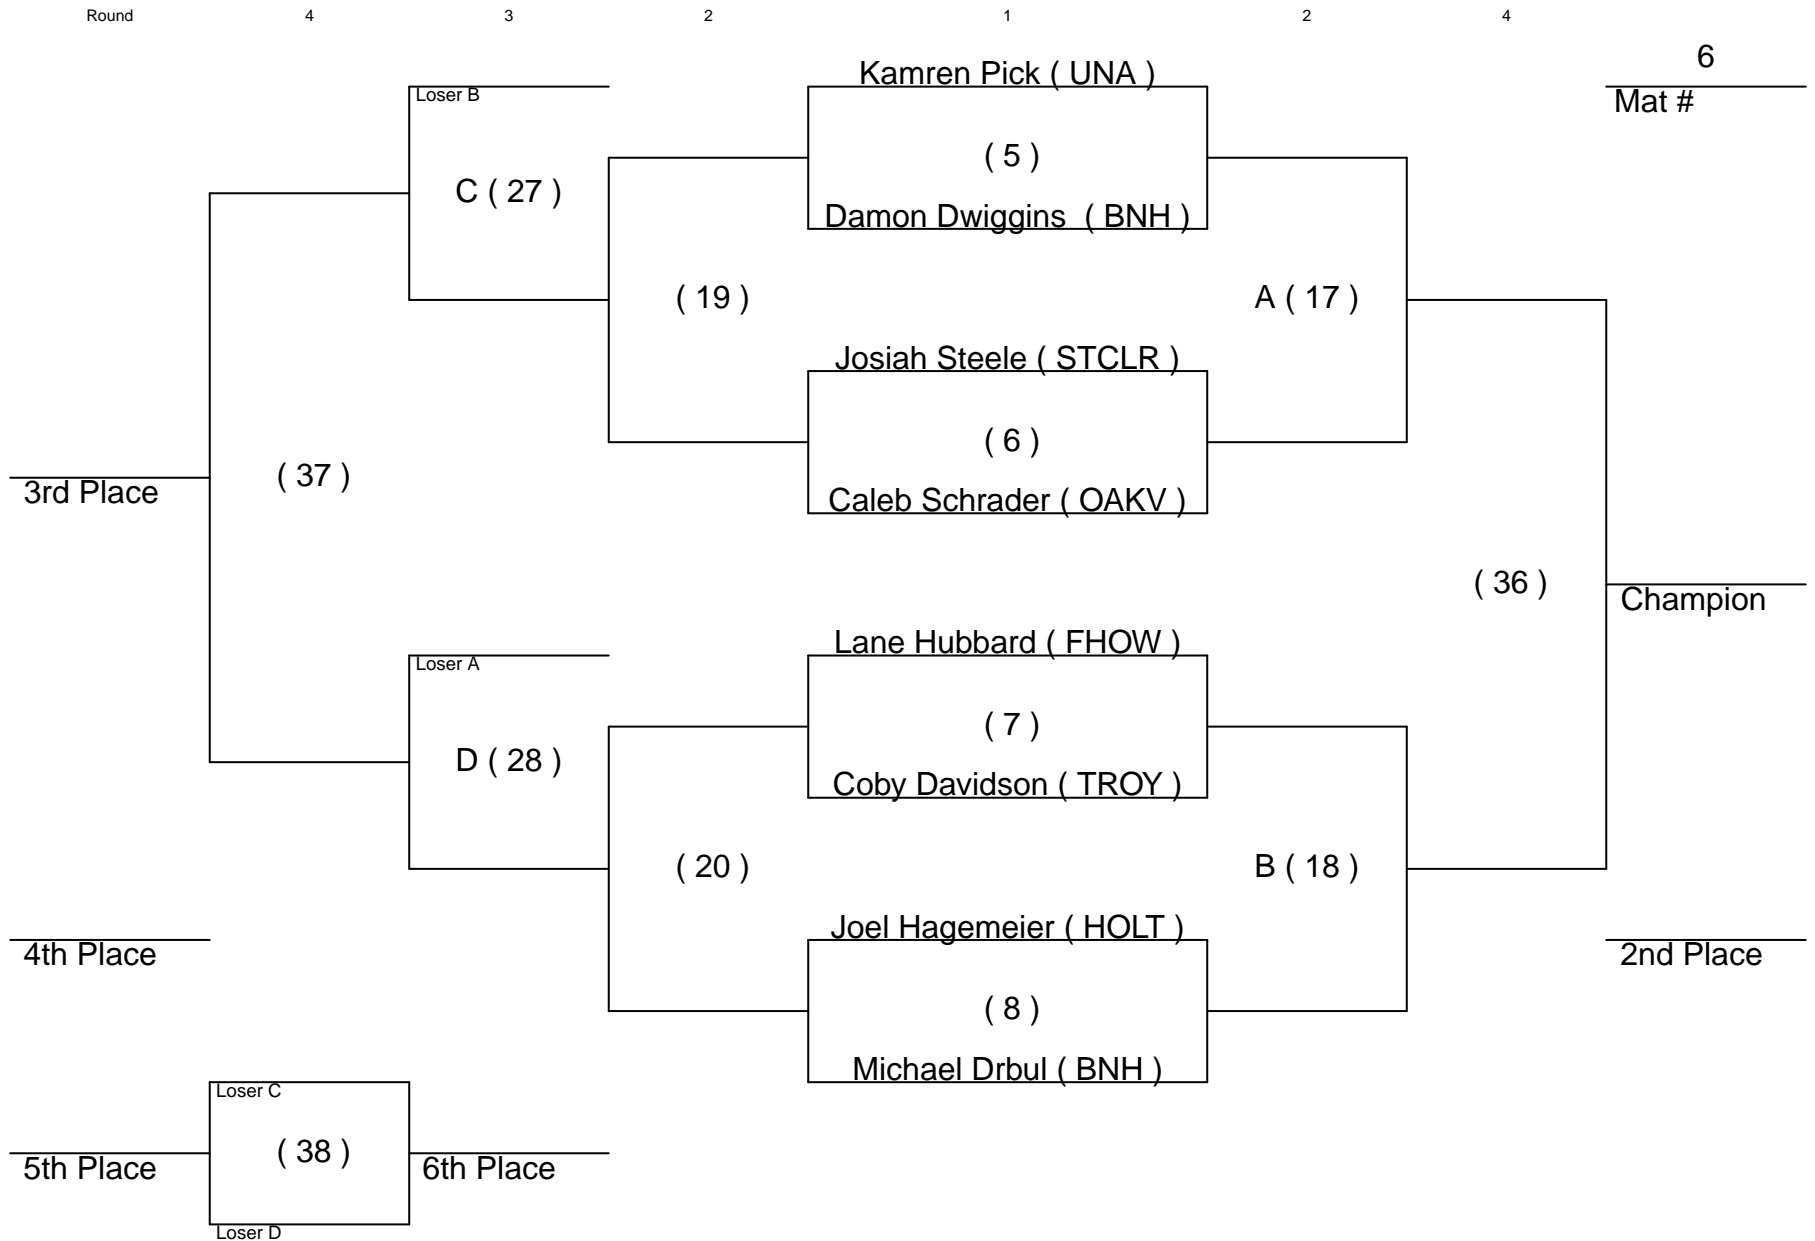 Round 4 3 2 1 2 4
6
Mat #
Kamren Pick ( UNA )
Loser B
( 5 )
C ( 27 )
Damon Dwiggins  ( BNH )
( 19 )
A ( 17 )
Josiah Steele ( STCLR )
( 6 )
( 37 )
3rd Place
Caleb Schrader ( OAKV )
( 36 )
Champion
Lane Hubbard ( FHOW )
Loser A
( 7 )
D ( 28 )
Coby Davidson ( TROY )
( 20 )
B ( 18 )
Joel Hagemeier ( HOLT )
4th Place
2nd Place
( 8 )
Michael Drbul ( BNH )
Loser C
( 38 )
5th Place
6th Place
Loser D